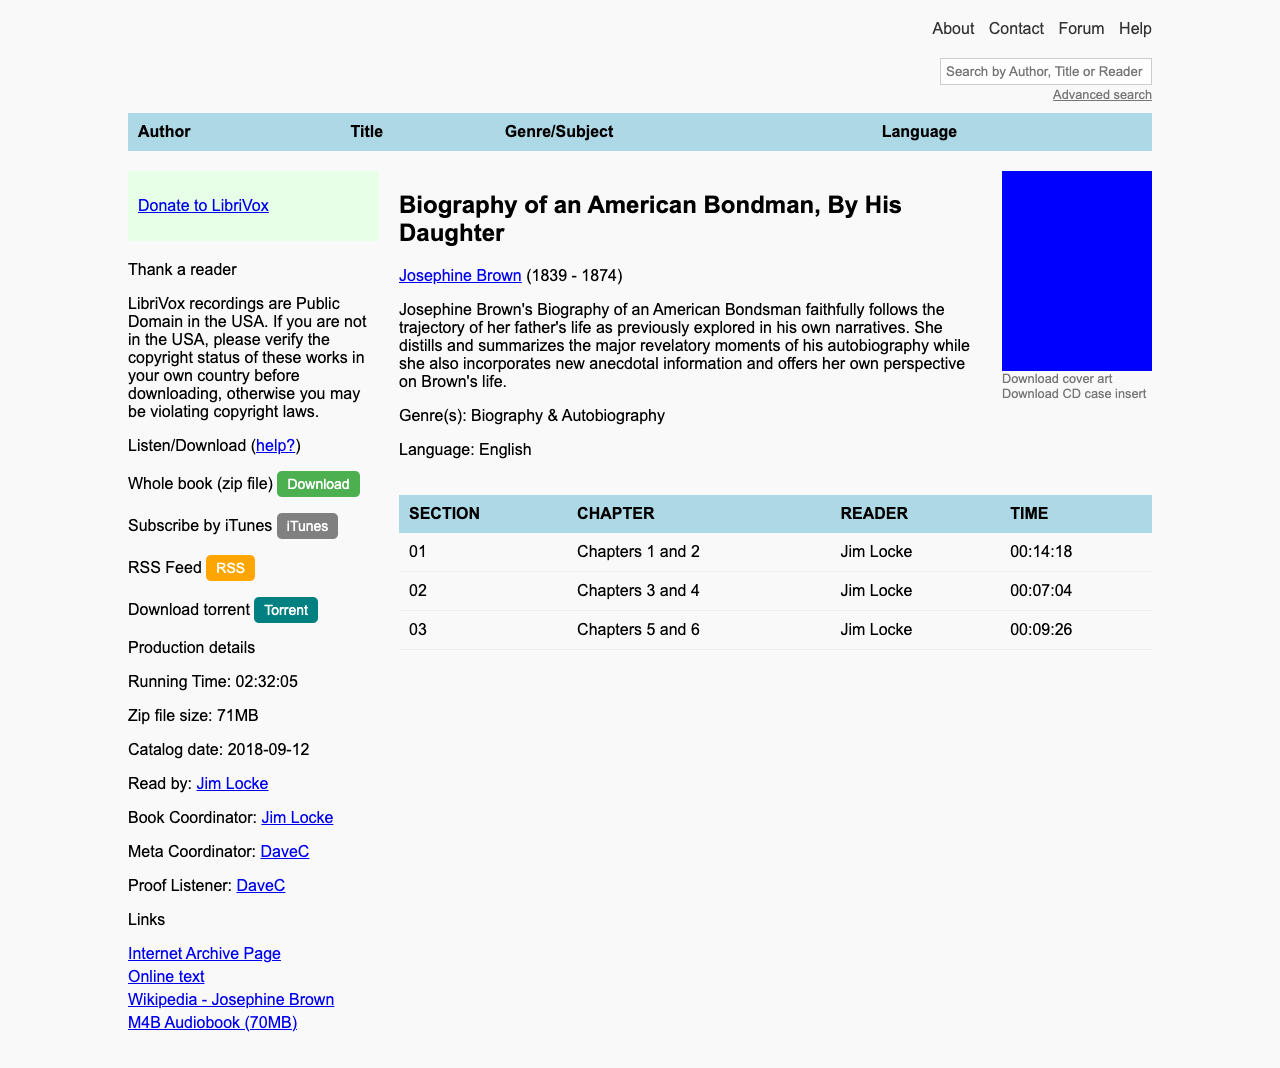 About Contact Forum Help
Search by Author, Title or Reader
Advanced search
Author Title Genre/Subject Language
Donate to LibriVox
Thank a reader
LibriVox recordings are Public
Domain in the USA. If you are not
in the USA, please verify the
copyright status of these works in
your own country before
downloading, otherwise you may
be violating copyright laws.
Listen/Download (help?)
Whole book (zip file) Download
Subscribe by iTunes iTunes
RSS Feed RSS
Download torrent Torrent
Production details
Running Time: 02:32:05
Zip file size: 71MB
Catalog date: 2018-09-12
Read by: Jim Locke
Book Coordinator: Jim Locke
Meta Coordinator: DaveC
Proof Listener: DaveC
Links
Internet Archive Page
Online text
Wikipedia - Josephine Brown
M4B Audiobook (70MB)
Biography of an American Bondman, By His
Daughter
Josephine Brown (1839 - 1874)
Josephine Brown's Biography of an American Bondsman faithfully follows the
trajectory of her father's life as previously explored in his own narratives. She
distills and summarizes the major revelatory moments of his autobiography while
she also incorporates new anecdotal information and offers her own perspective
on Brown's life.
Genre(s): Biography & Autobiography
Language: English
Download cover art
Download CD case insert
SECTION CHAPTER READER TIME
01 Chapters 1 and 2 Jim Locke 00:14:18
02 Chapters 3 and 4 Jim Locke 00:07:04
03 Chapters 5 and 6 Jim Locke 00:09:26